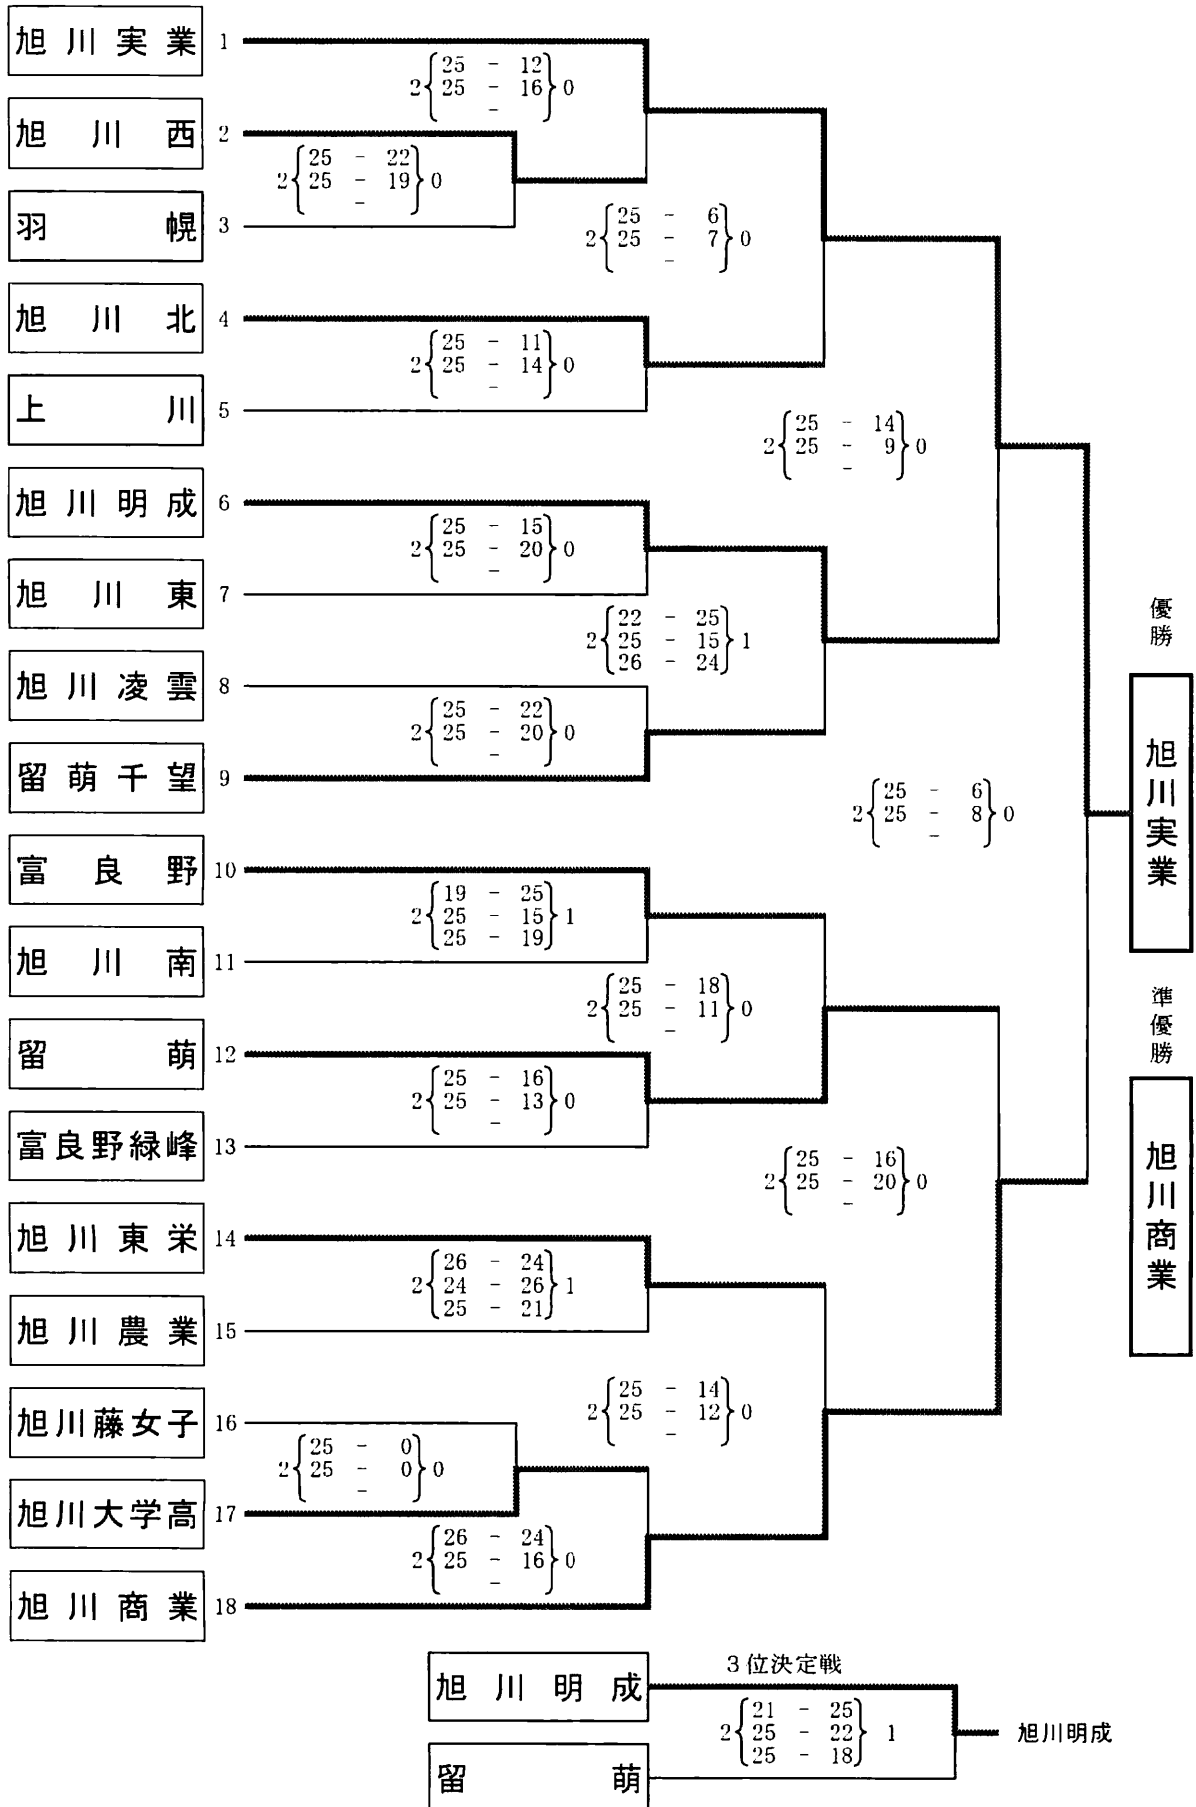 旭川実業 1
2 25 - 12 0
25 - 16
-
旭川西 2
2 25 - 22 0
25 - 19
-
羽幌 3
2 25 - 6 0
25 - 7
-
旭川北 4
2 25 - 11 0
25 - 14
-
上川 5
2 25 - 14 0
25 - 9
-
旭川明成 6
2 25 - 15 0
25 - 20
-
旭川東 7
2 22 - 25 1
25 - 15
26 - 24
旭川凌雲 8
2 25 - 22 0
25 - 20
-
留萌千望 9
2 25 - 6 0
25 - 8
-
富良野 10
2 19 - 25 1
25 - 15
25 - 19
旭川南 11
2 25 - 18 0
25 - 11
-
留萌 12
2 25 - 16 0
25 - 13
-
富良野緑峰 13
2 25 - 16 0
25 - 20
-
旭川東栄 14
2 26 - 24 1
24 - 26
25 - 21
旭川農業 15
2 25 - 14 0
25 - 12
-
旭川藤女子 16
2 25 - 0 0
25 - 0
-
旭川大学高 17
2 26 - 24 0
25 - 16
-
旭川商業 18
優勝
旭川実業
準優勝
旭川商業
3位決定戦
旭川明成
2 21 - 25 1
25 - 22
25 - 18
旭川明成
留萌